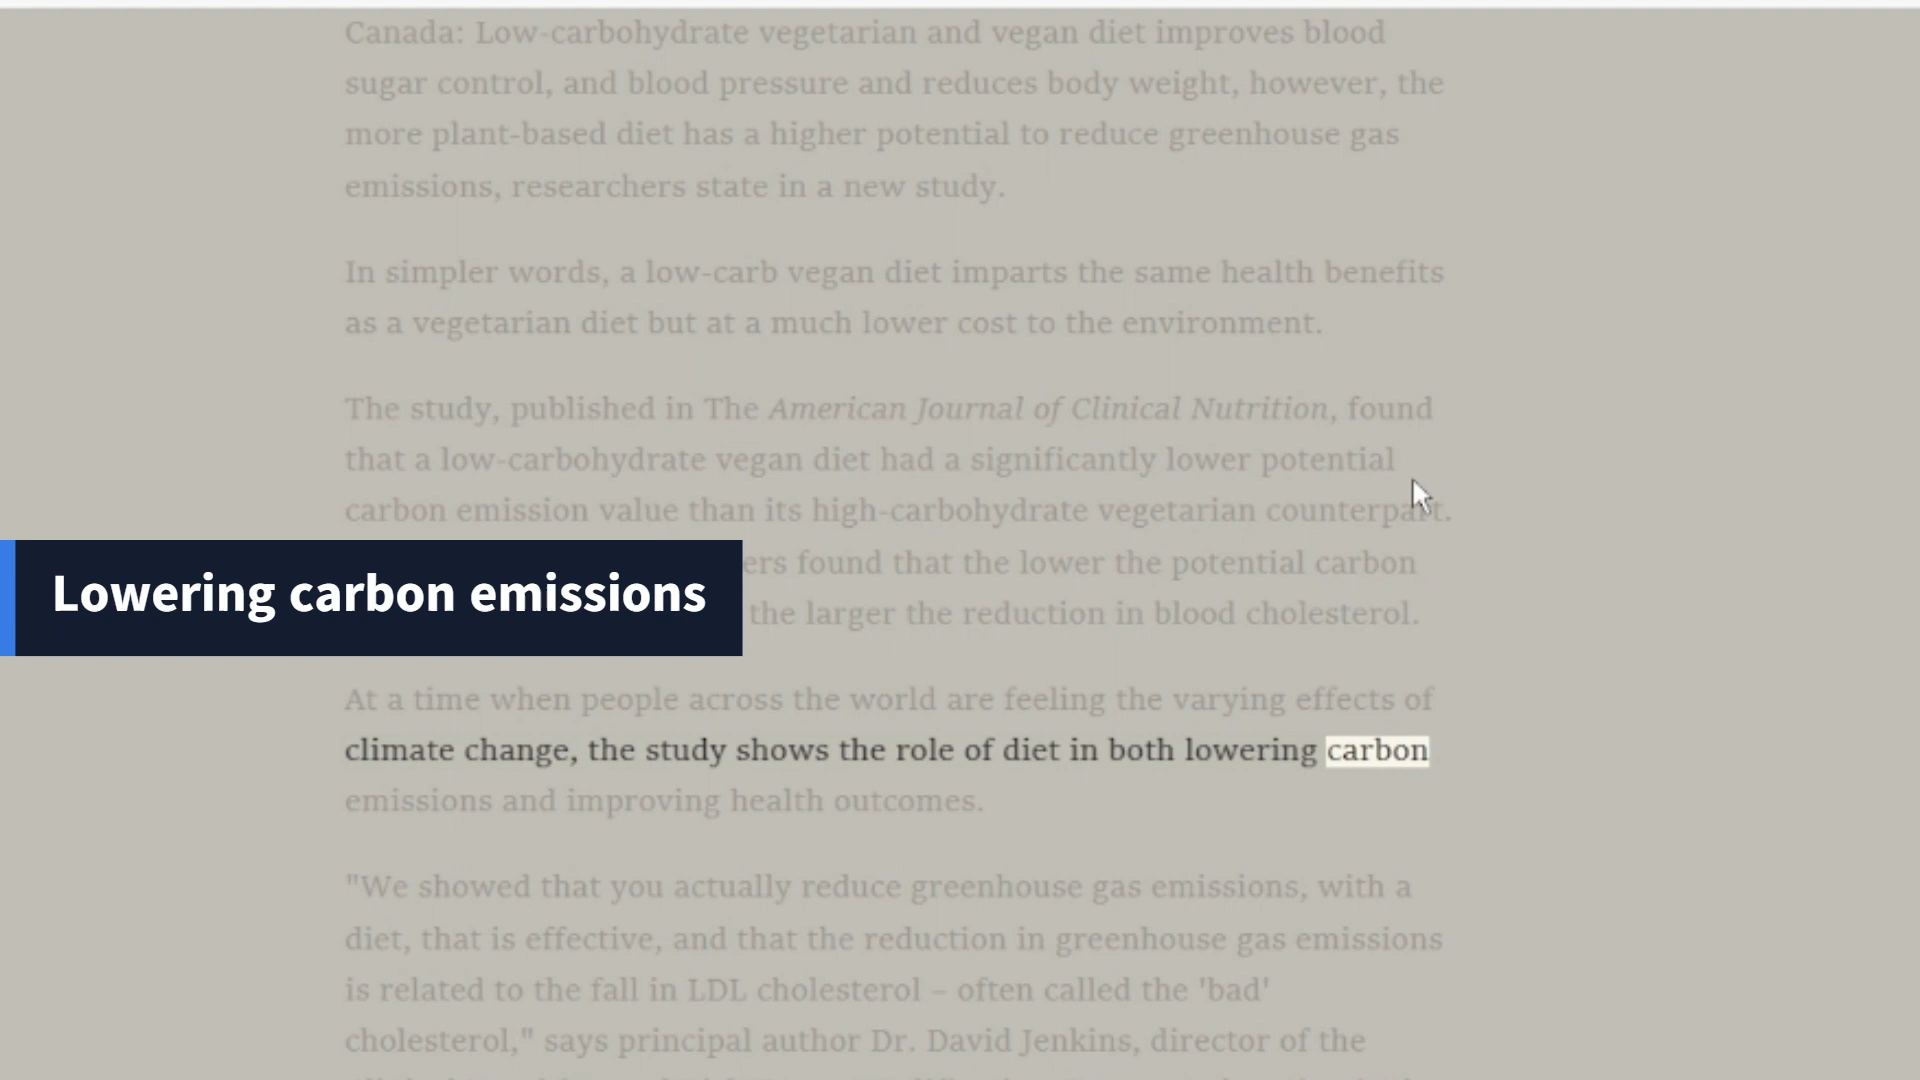 Canada: Low-carbohydrate vegetarian and vegan diet improves blood
sugar control, and blood pressure and reduces body weight, however, the
more plant-based diet has a higher potential to reduce greenhouse gas
emissions, researchers state in a new study.
In simpler words, a low-carb vegan diet imparts the same health benefits
as a vegetarian diet but at a much lower cost to the environment.
The study, published in The American Journal of Clinical Nutrition, found
that a low-carbohydrate vegan diet had a significantly lower potential
carbon emission value than its high-carbohydrate vegetarian counterpart.
ers found that the lower the potential carbon
the larger the reduction in blood cholesterol.
Lowering carbon emissions
At a time when people across the world are feeling the varying effects of
climate change, the study shows the role of diet in both lowering carbon
emissions and improving health outcomes.
"We showed that you actually reduce greenhouse gas emissions, with a
diet, that is effective, and that the reduction in greenhouse gas emissions
is related to the fall in LDL cholesterol – often called the 'bad'
cholesterol," says principal author Dr. David Jenkins, director of the